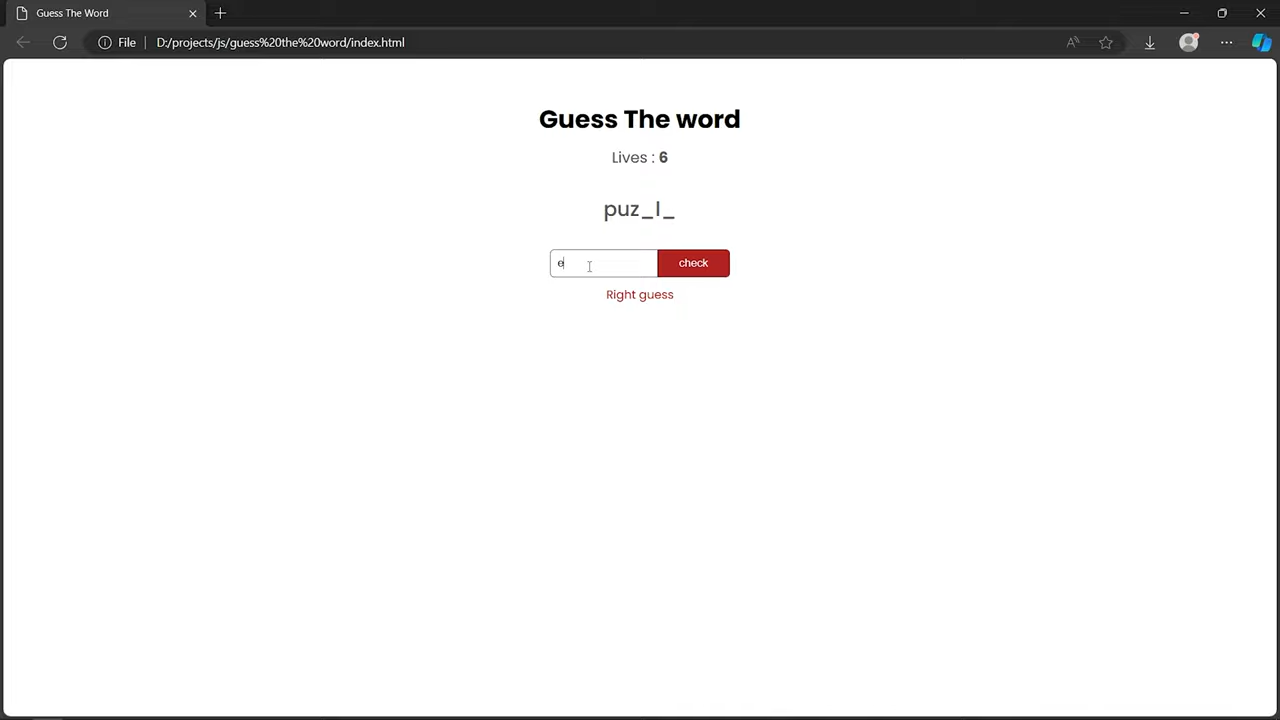 Guess The Word
File
D:/projects/js/guess%20the%20word/index.html
Guess The word
Lives : 6
puz_l_
e
check
Right guess